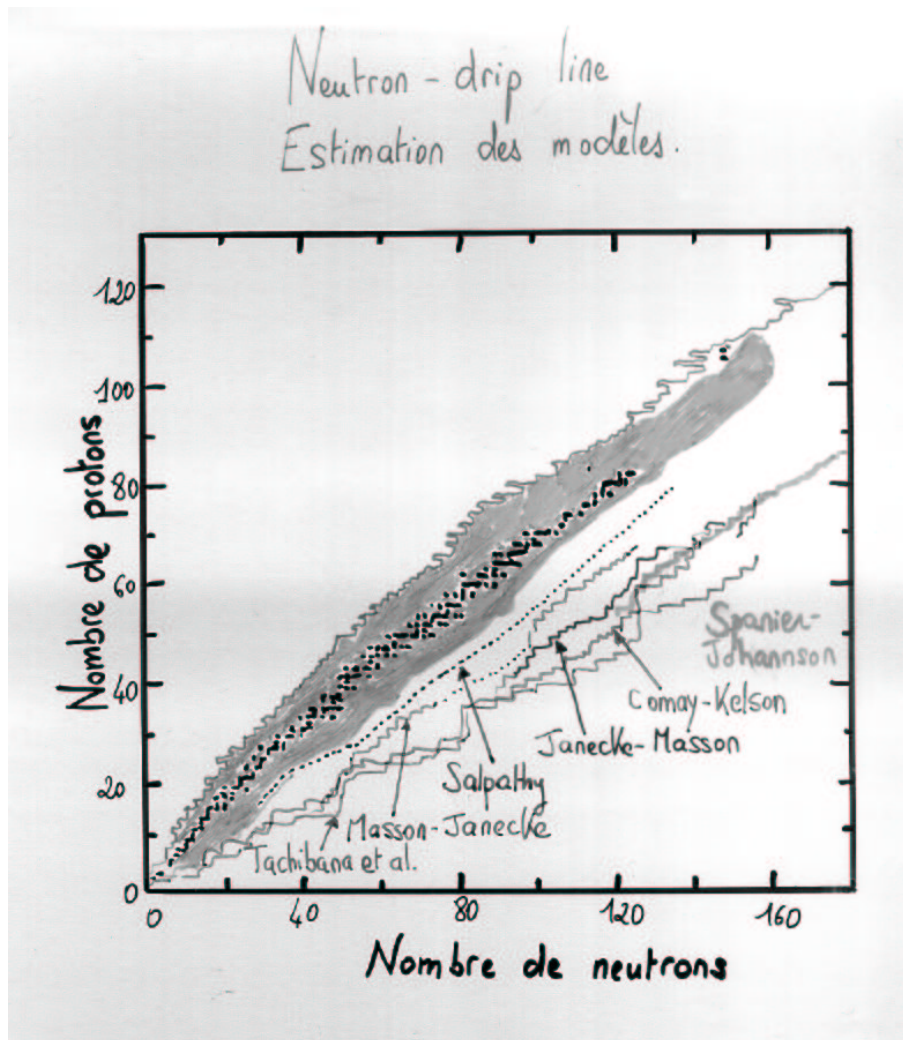 Neutron-drip line
Estimation des modèles.
120
100
80
60
40
20
0
Nombre de protons
Spanier-
Johannson
Comay-Kelson
Janecke-Masson
Salpathy
Masson-Janecke
Tachibana et al.
0
40
80
120
160
Nombre de neutrons